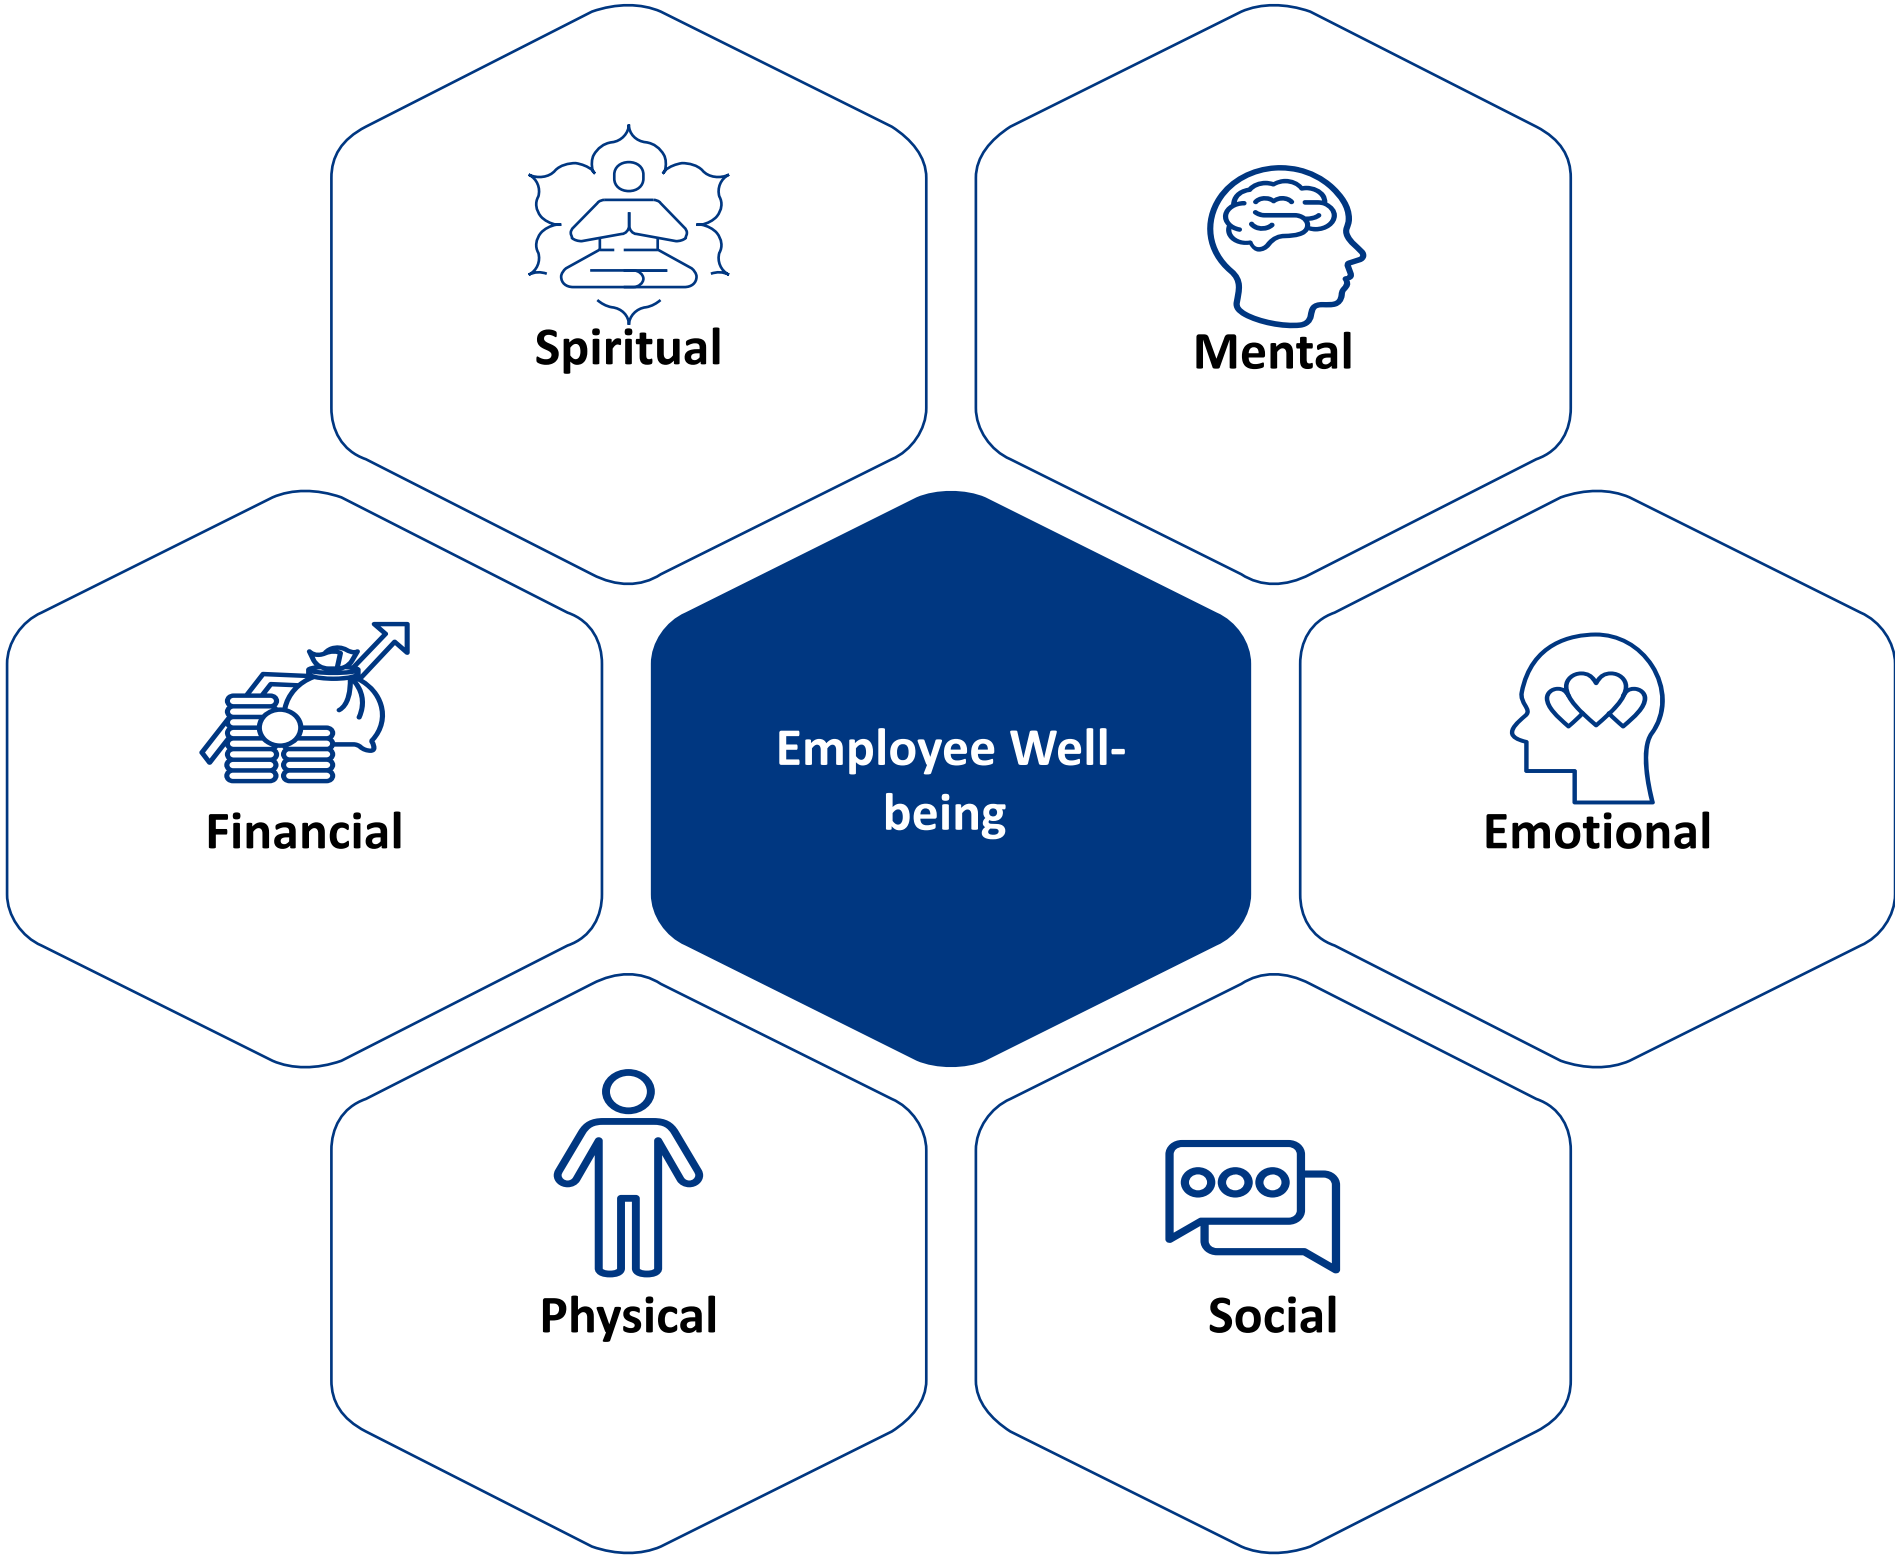 Spiritual
Mental
Financial
Employee Well-
being
Emotional
Physical
Social